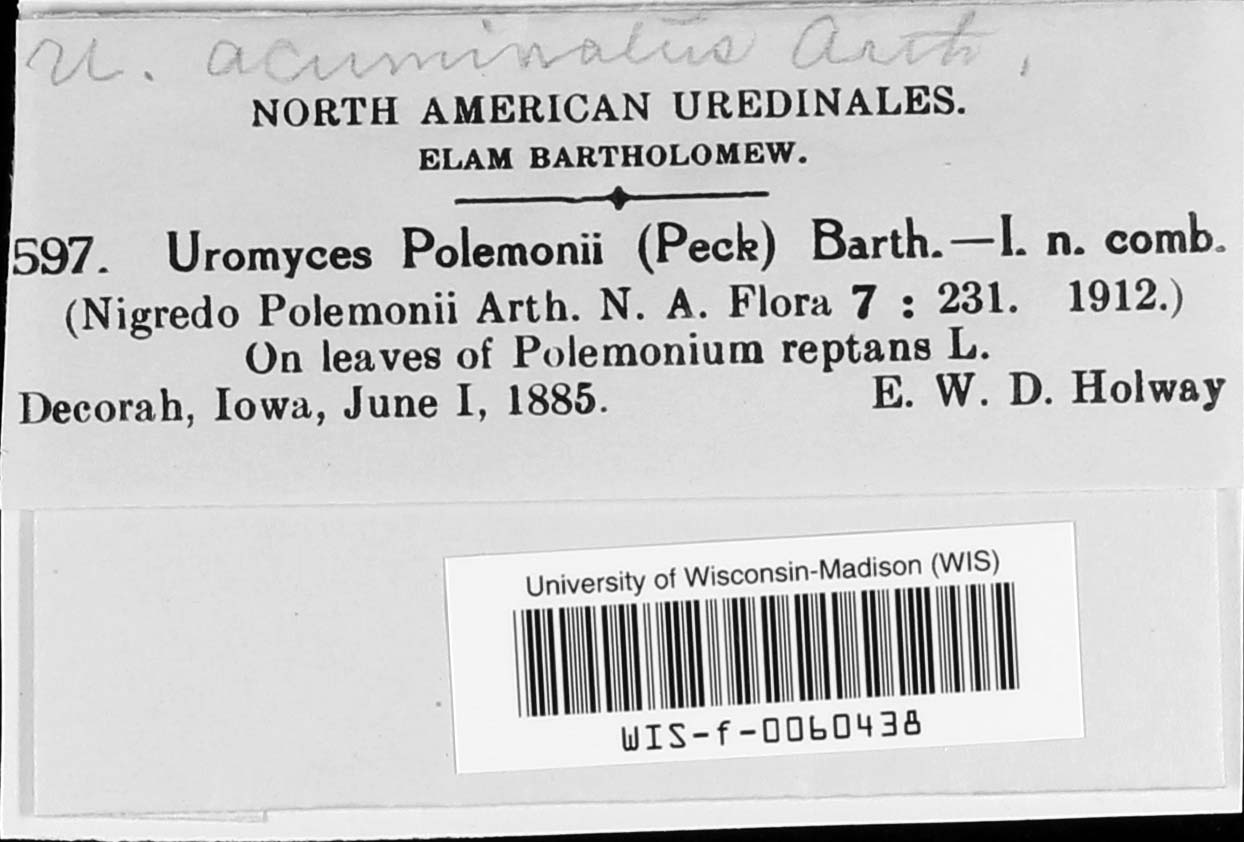 U. acuminatus Arth.
NORTH AMERICAN UREDINALES.
ELAM BARTHOLOMEW.
597. Uromyces Polemonii (Peck) Barth.—I. n. comb.
(Nigredo Polemonii Arth. N. A. Flora 7 : 231. 1912.)
On leaves of Polemonium reptans L.
Decorah, Iowa, June I, 1885. E. W. D. Holway
University of Wisconsin-Madison (WIS)
WIS-f-0060438